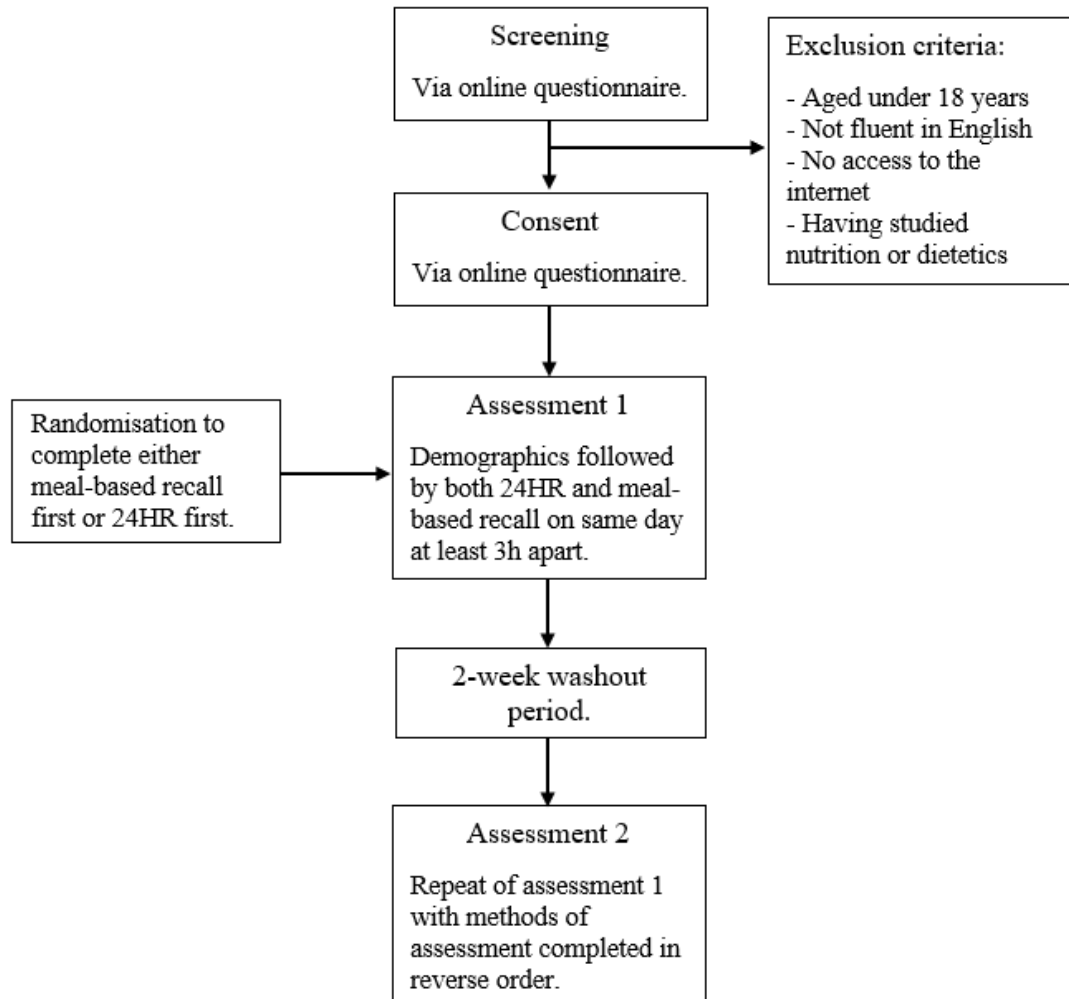 Screening
Via online questionnaire.
Exclusion criteria:
- Aged under 18 years
- Not fluent in English
- No access to the
internet
- Having studied
nutrition or dietetics
Consent
Via online questionnaire.
Randomisation to
complete either
meal-based recall
first or 24HR first.
Assessment 1
Demographics followed
by both 24HR and meal-
based recall on same day
at least 3h apart.
2-week washout
period.
Assessment 2
Repeat of assessment 1
with methods of
assessment completed in
reverse order.